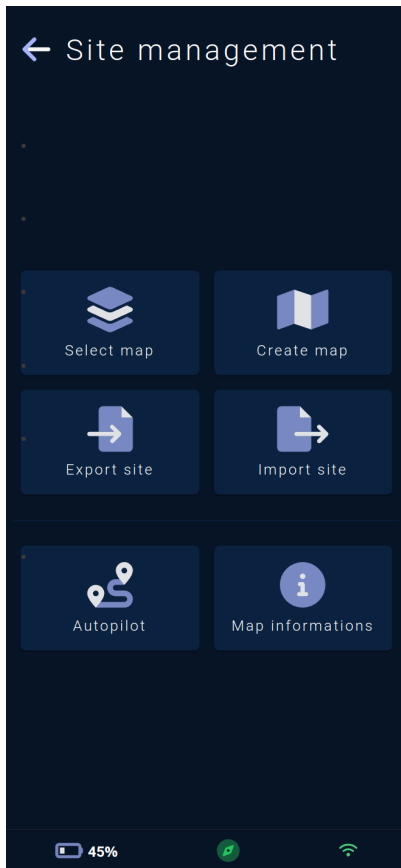 Site management
Select map
Create map
Export site
Import site
Autopilot
Map informations
45%